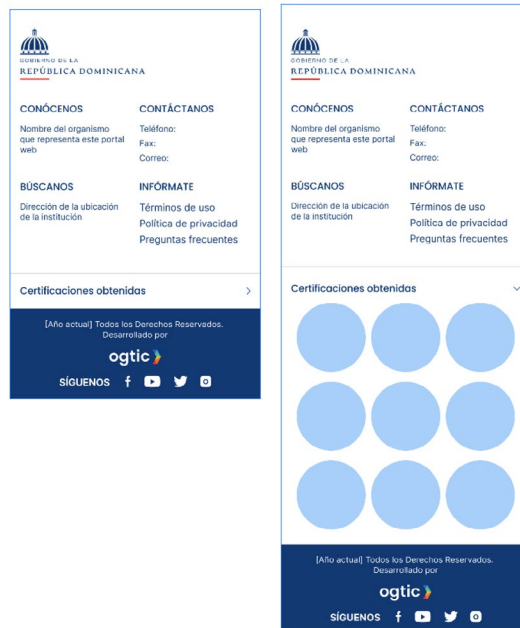 GOBIERNO DE LA
REPÚBLICA DOMINICANA
CONÓCENOS
Nombre del organismo
que representa este portal
web
CONTÁCTANOS
Teléfono:
Fax:
Correo:
BÚSCANOS
Dirección de la ubicación
de la institución
INFÓRMATE
Términos de uso
Política de privacidad
Preguntas frecuentes
Certificaciones obtenidas
[Año actual] Todos los Derechos Reservados.
Desarrollado por
ogtic
SÍGUENOS
GOBIERNO DE LA
REPÚBLICA DOMINICANA
CONÓCENOS
Nombre del organismo
que representa este portal
web
CONTÁCTANOS
Teléfono:
Fax:
Correo:
BÚSCANOS
Dirección de la ubicación
de la institución
INFÓRMATE
Términos de uso
Política de privacidad
Preguntas frecuentes
Certificaciones obtenidas
[Año actual] Todos los Derechos Reservados.
Desarrollado por
ogtic
SÍGUENOS